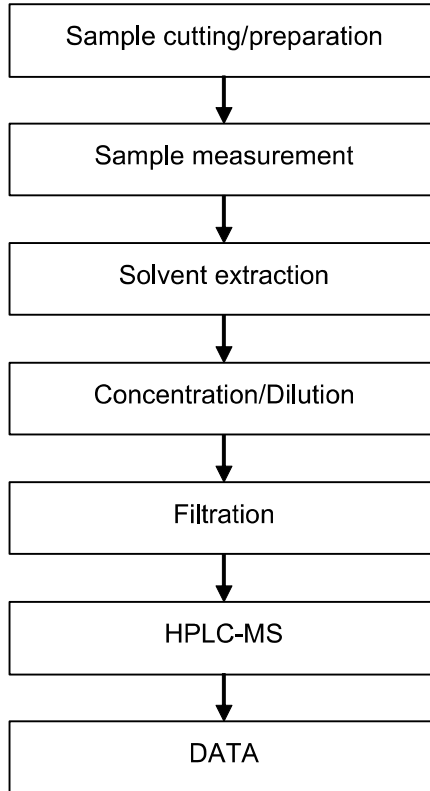 Sample cutting/preparation
Sample measurement
Solvent extraction
Concentration/Dilution
Filtration
HPLC-MS
DATA